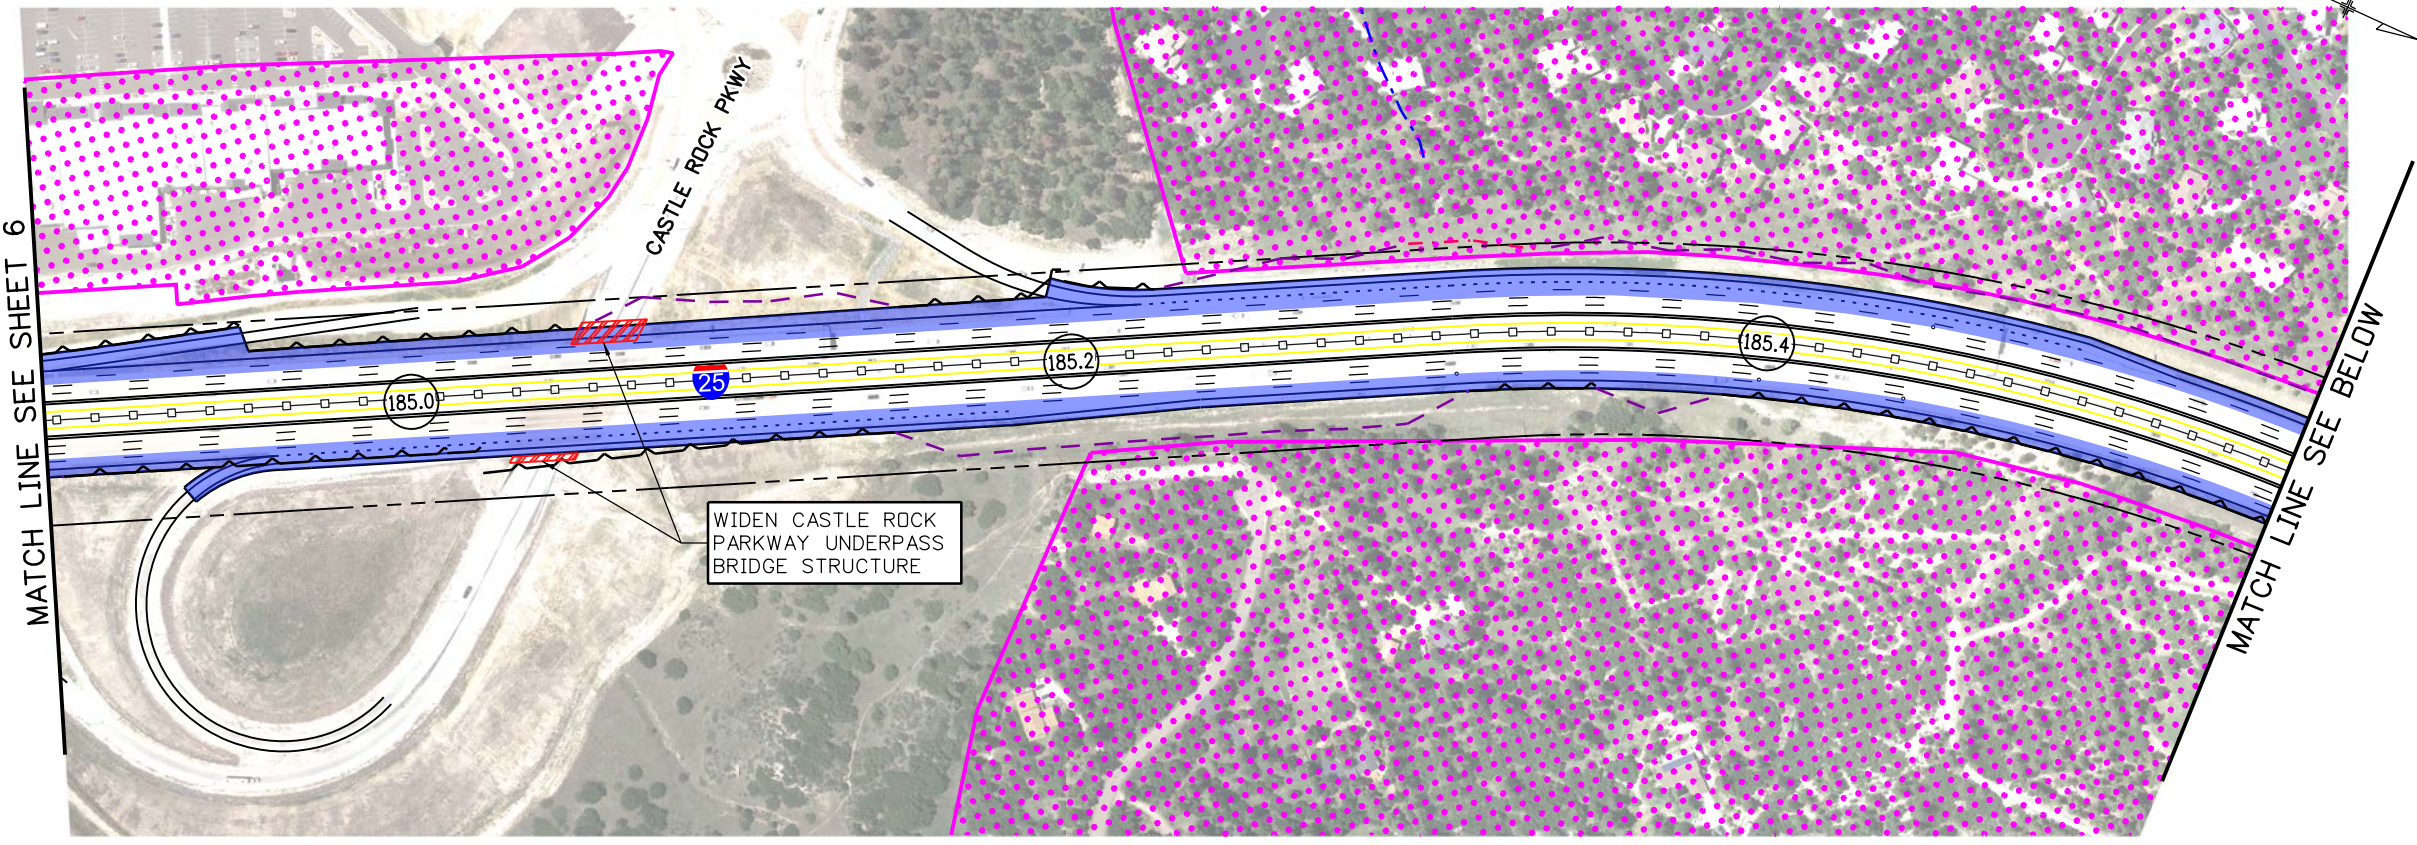 MATCH LINE SEE SHEET 6
CASTLE ROCK PKWY
185.0
25
185.2
185.4
WIDEN CASTLE ROCK
PARKWAY UNDERPASS
BRIDGE STRUCTURE
MATCH LINE SEE BELOW